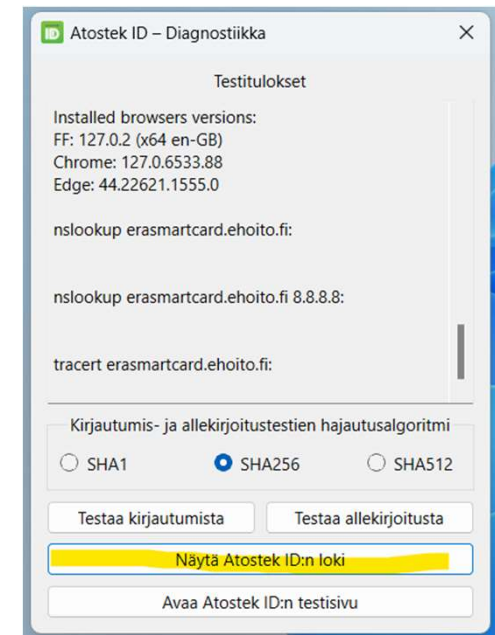 ID Atostek ID – Diagnostiikka
Testitulokset
Installed browsers versions:
FF: 127.0.2 (x64 en-GB)
Chrome: 127.0.6533.88
Edge: 44.22621.1555.0
nslookup erasmartcard.ehoito.fi:
nslookup erasmartcard.ehoito.fi 8.8.8.8:
tracert erasmartcard.ehoito.fi:
Kirjautumis- ja allekirjoitustestien hajautusalgoritmi
SHA1 SHA256 SHA512
Testaa kirjautumista Testaa allekirjoitusta
Näytä Atostek ID:n loki
Avaa Atostek ID:n testisivu